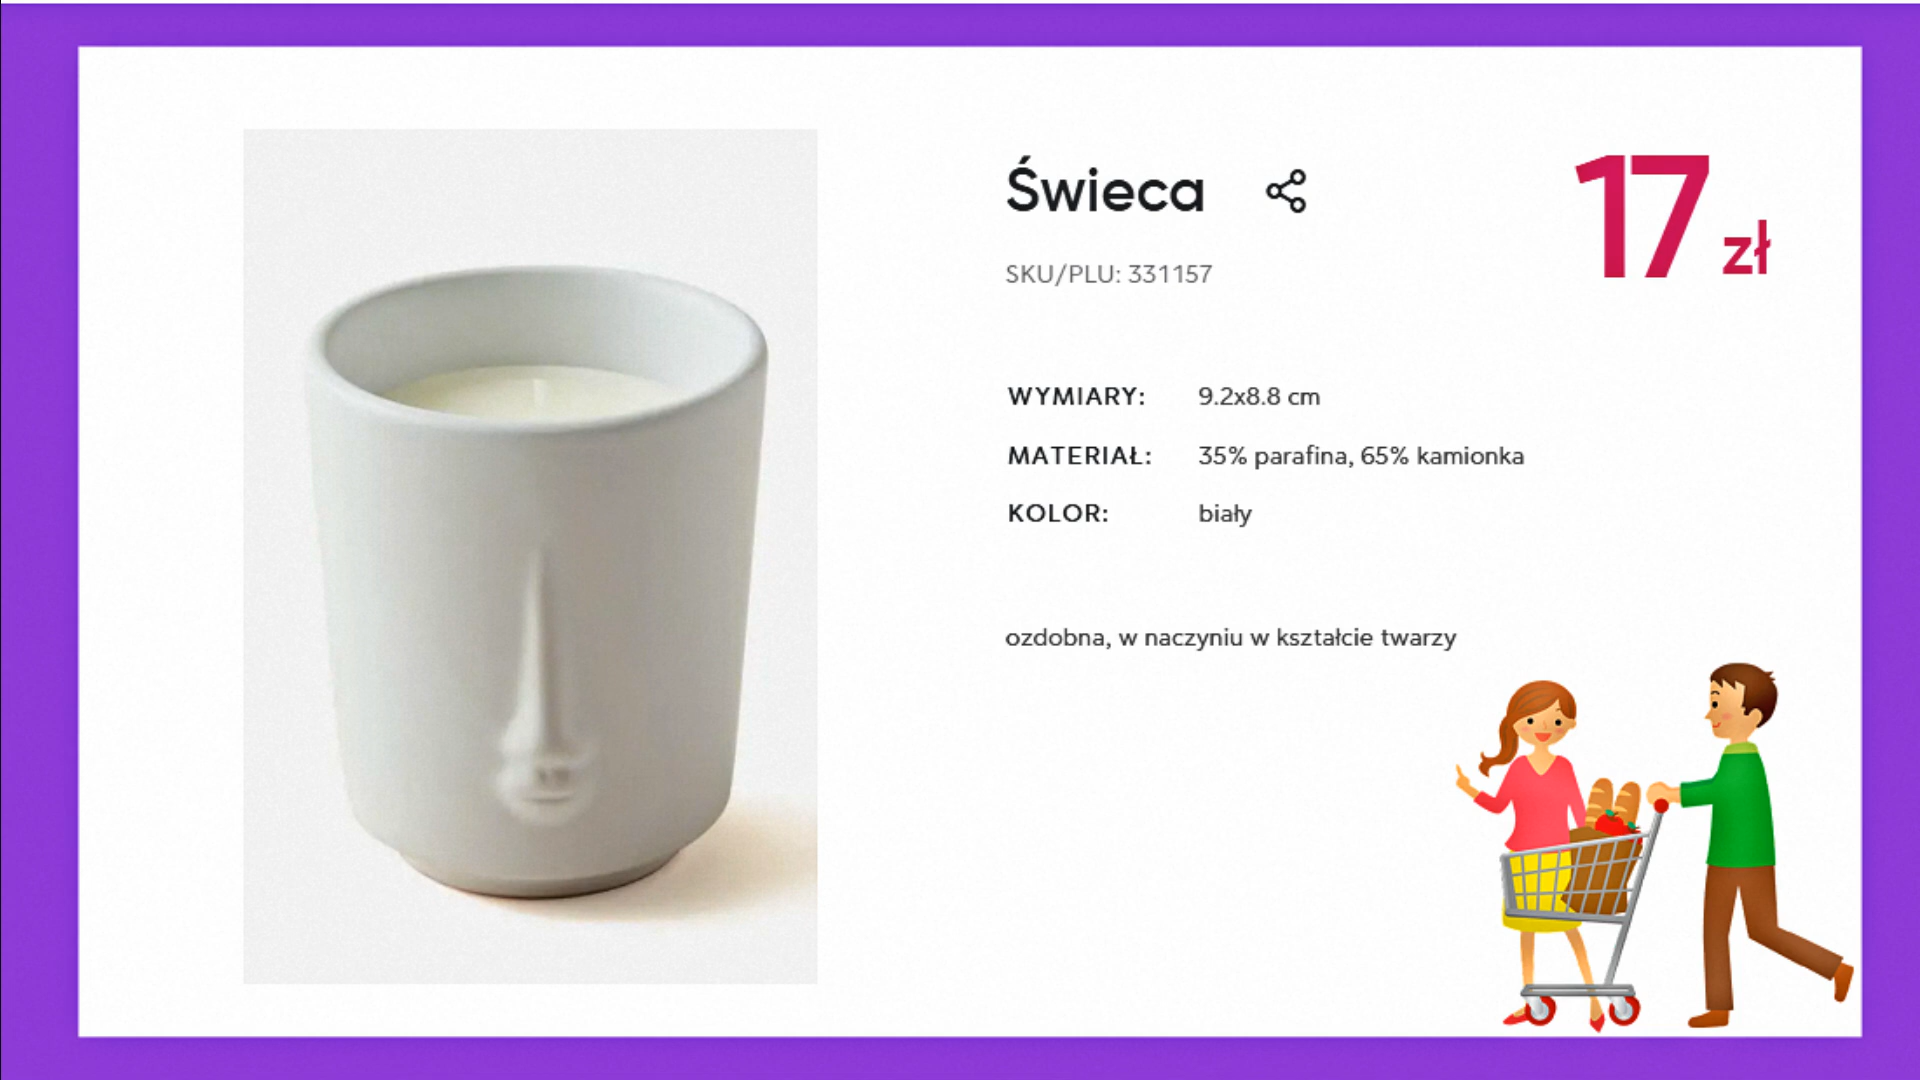 Świeca
17 zł
SKU/PLU: 331157
WYMIARY: 9.2x8.8 cm
MATERIAŁ: 35% parafina, 65% kamionka
KOLOR: biały
ozdobna, w naczyniu w kształcie twarzy